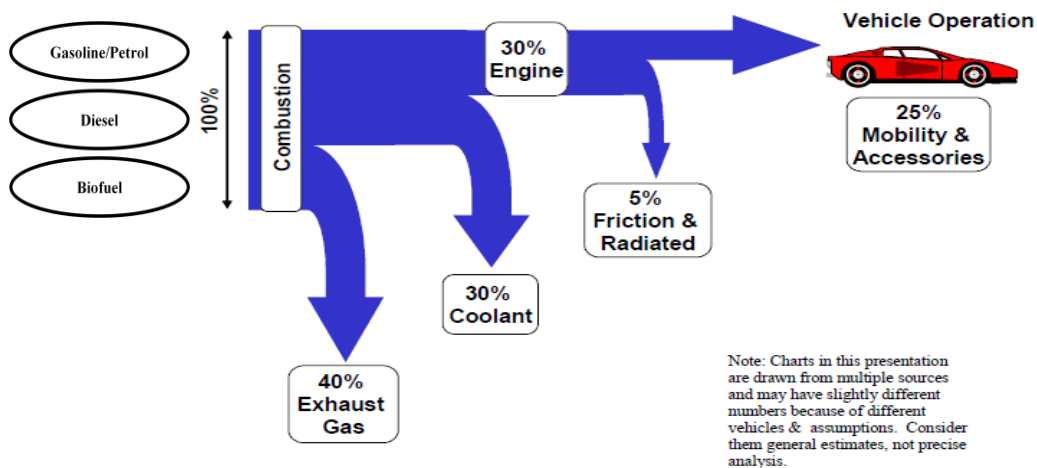 Gasoline/Petrol
Diesel
Biofuel
100%
Combustion
30%
Engine
Vehicle Operation
25%
Mobility &
Accessories
5%
Friction &
Radiated
30%
Coolant
40%
Exhaust
Gas
Note: Charts in this presentation
are drawn from multiple sources
and may have slightly different
numbers because of different
vehicles & assumptions. Consider
them general estimates, not precise
analysis.